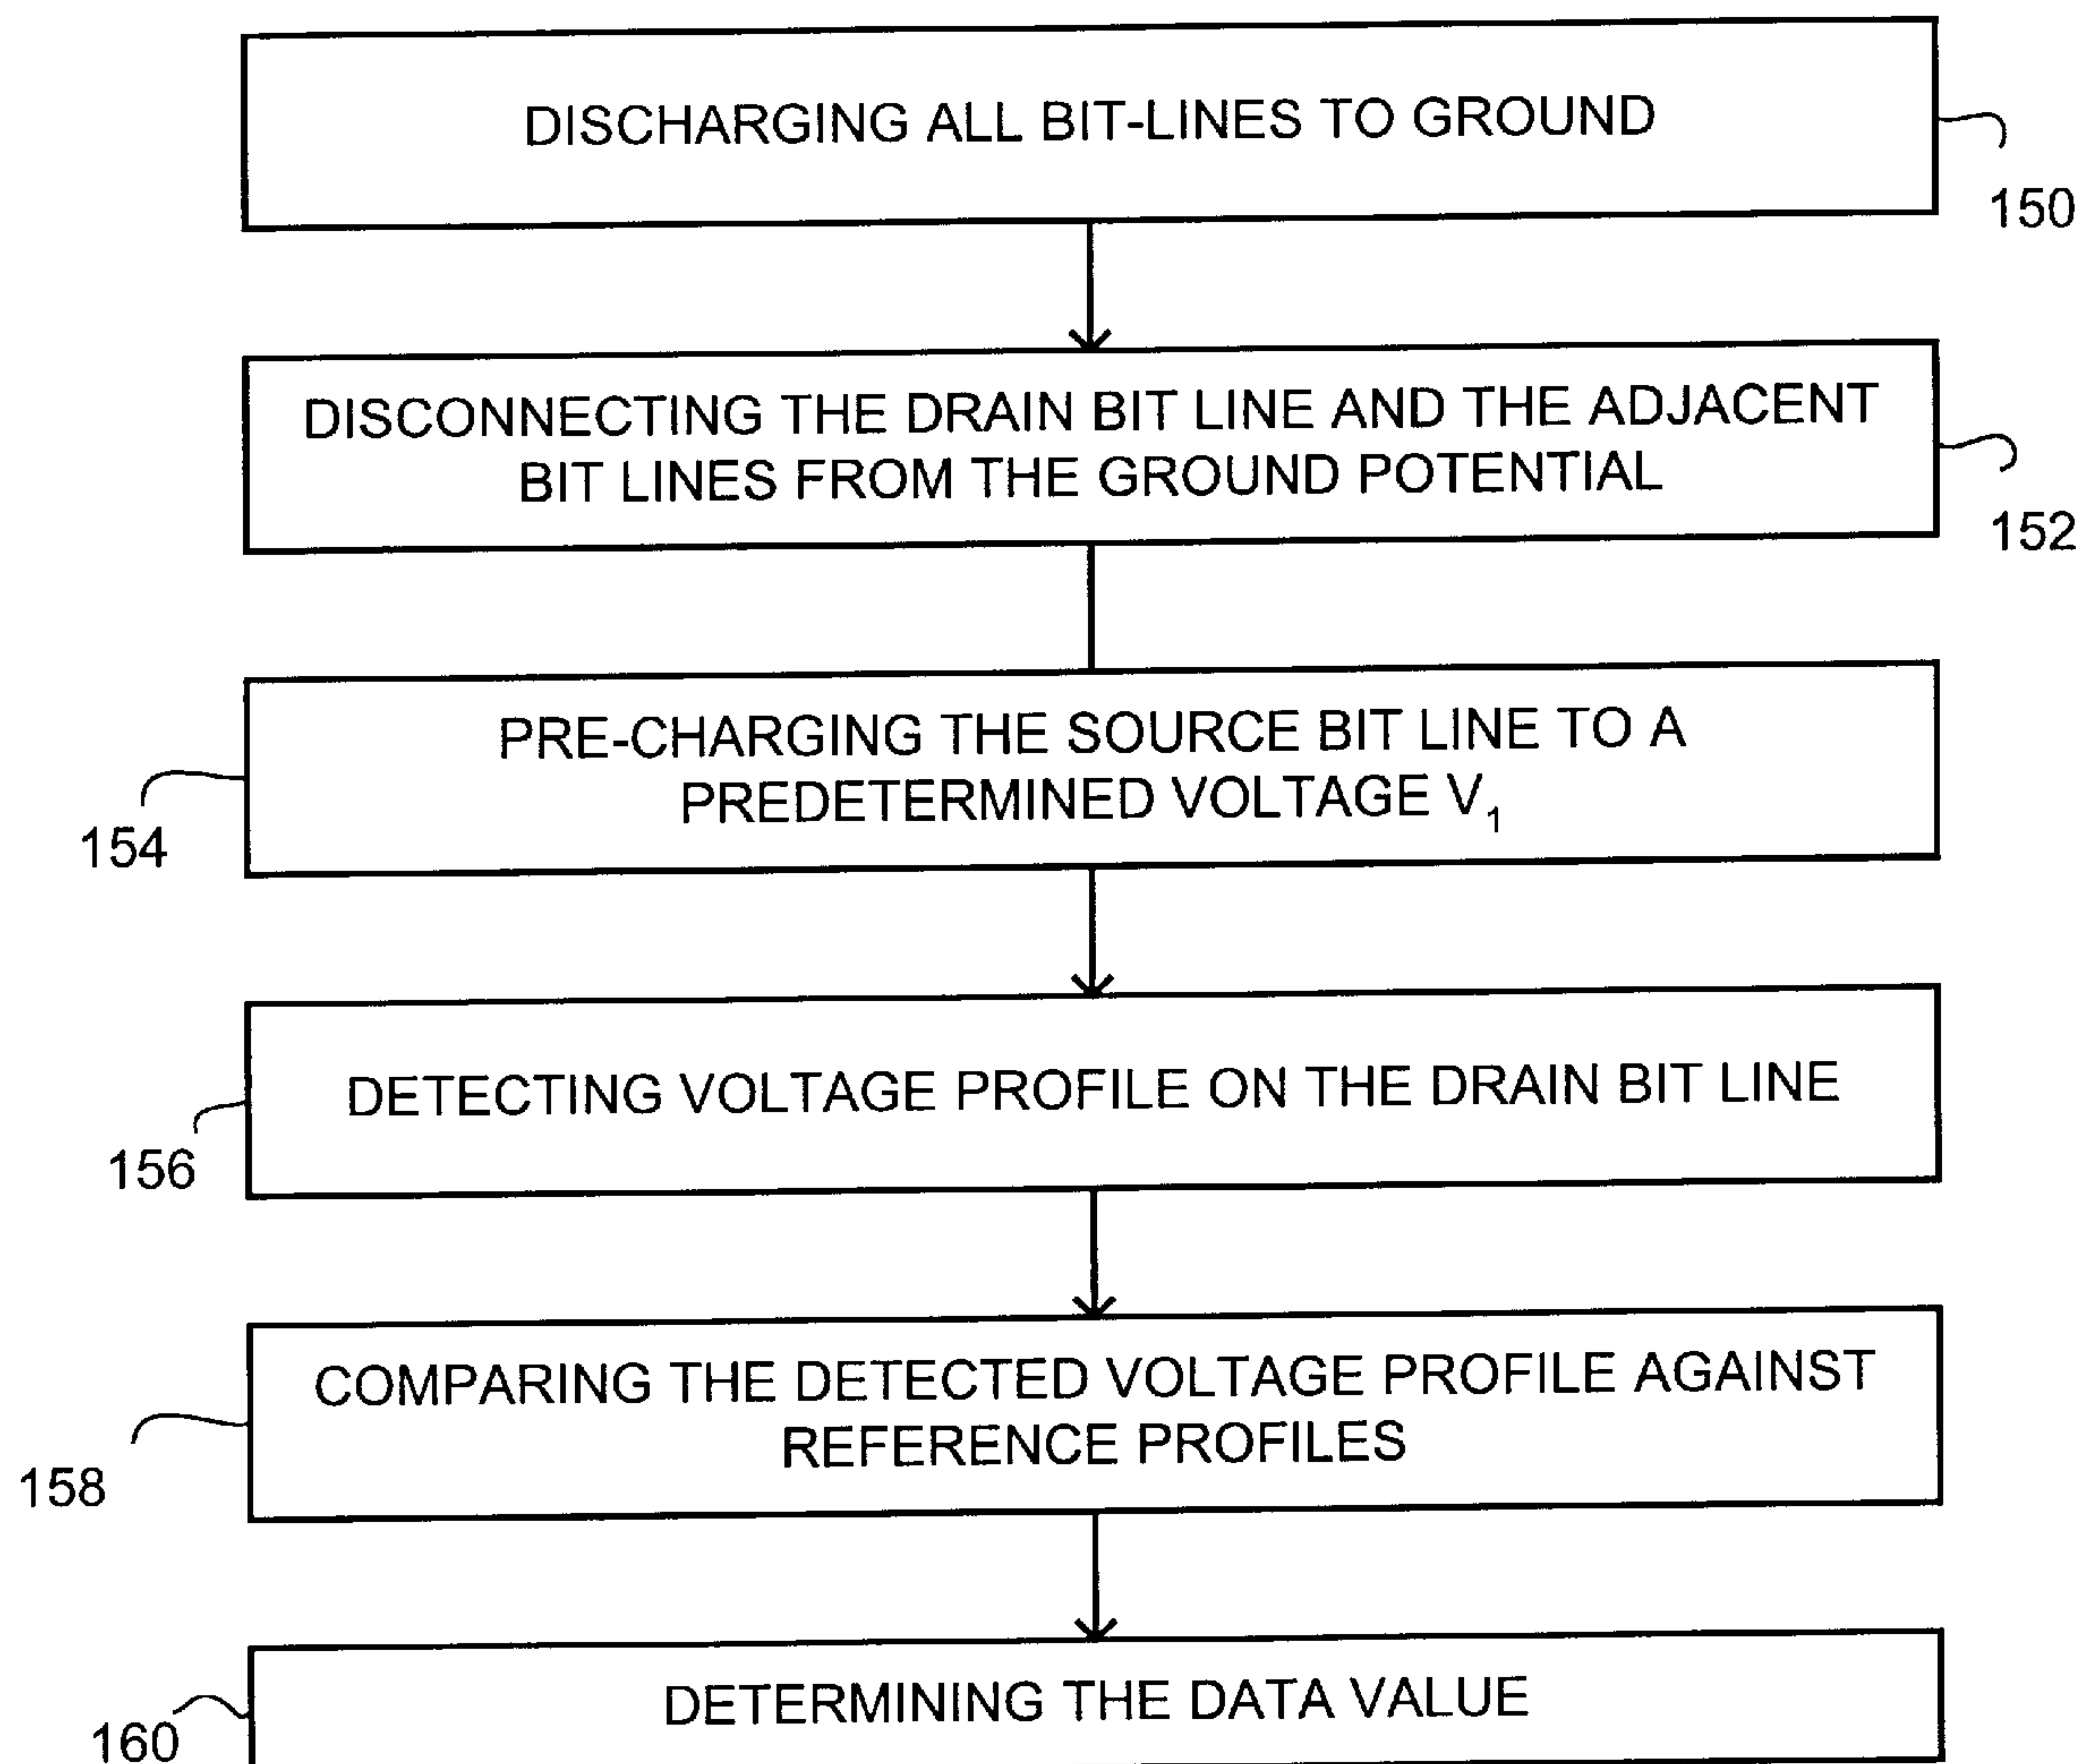 DISCHARGING ALL BIT-LINES TO GROUND
150
DISCONNECTING THE DRAIN BIT LINE AND THE ADJACENT
BIT LINES FROM THE GROUND POTENTIAL
152
PRE-CHARGING THE SOURCE BIT LINE TO A
PREDETERMINED VOLTAGE V₁
154
DETECTING VOLTAGE PROFILE ON THE DRAIN BIT LINE
156
COMPARING THE DETECTED VOLTAGE PROFILE AGAINST
REFERENCE PROFILES
158
DETERMINING THE DATA VALUE
160